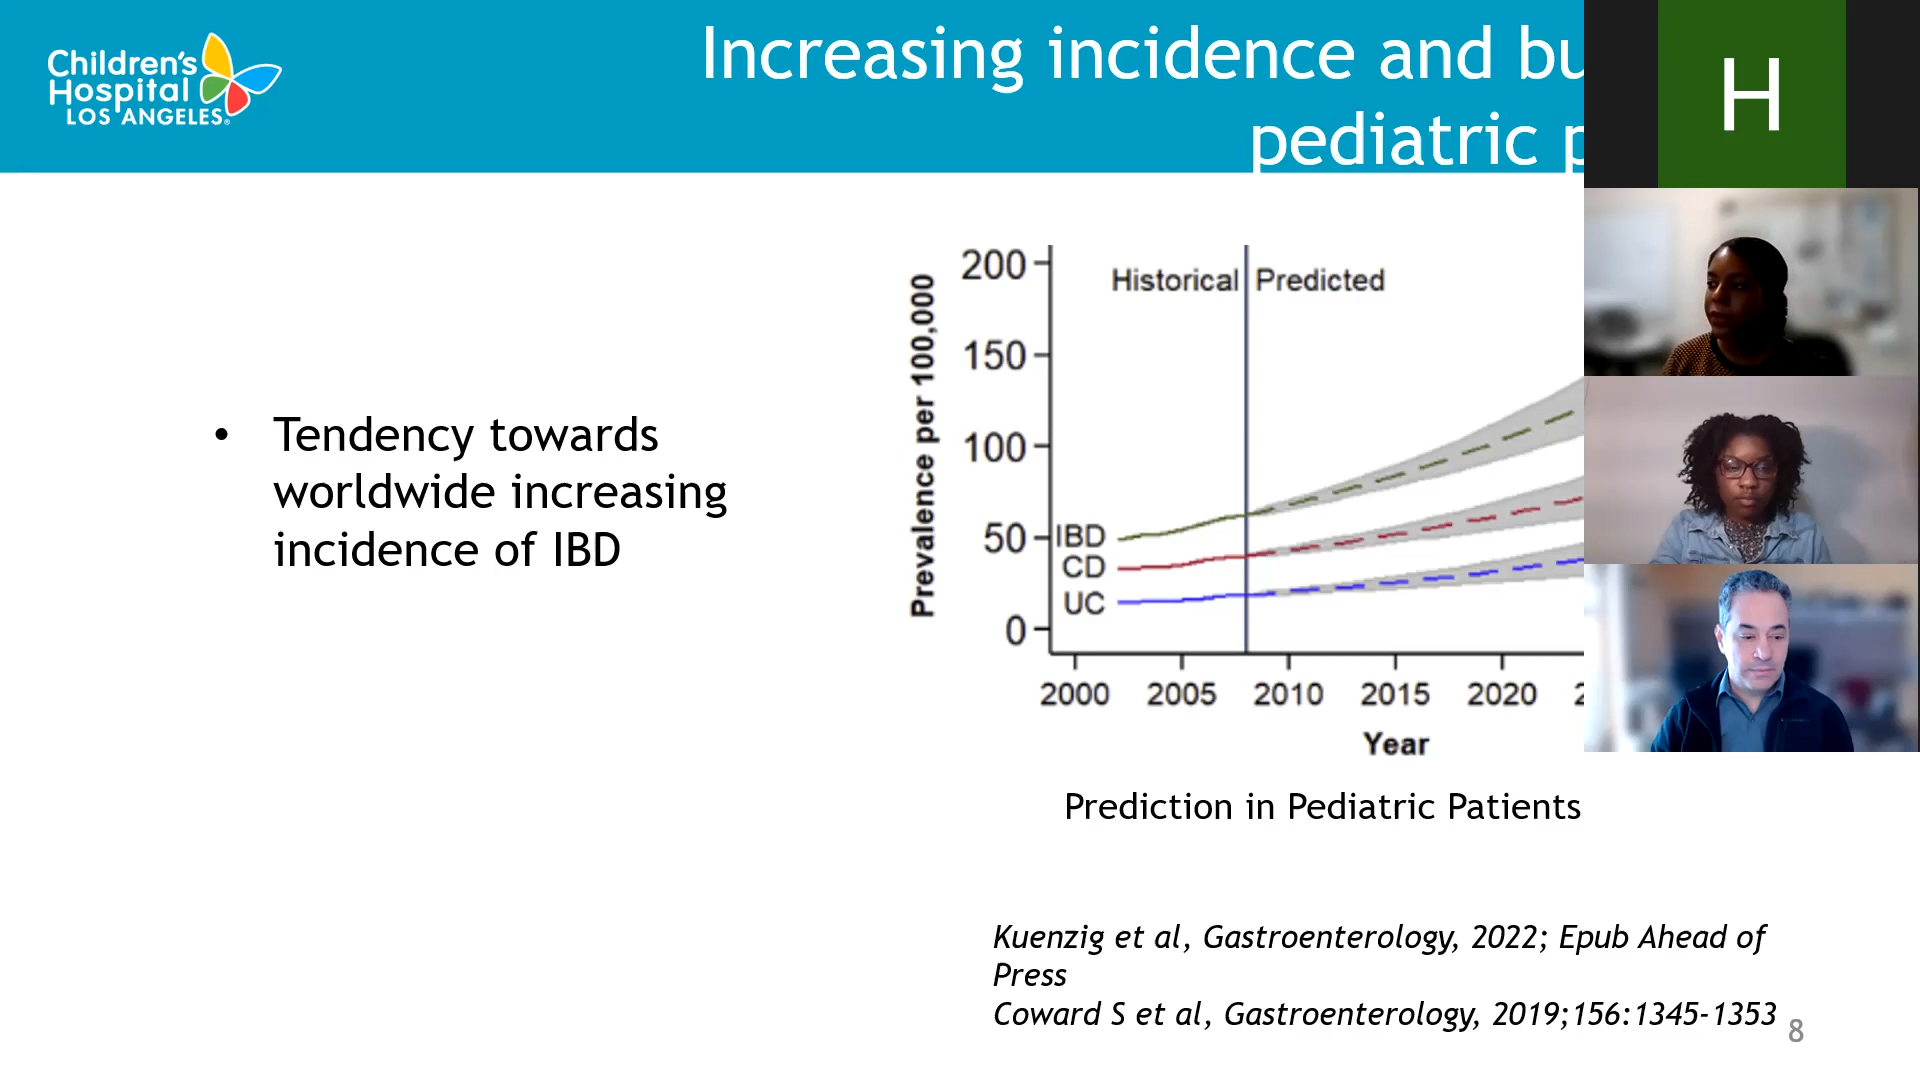 Children's
Hospital
LOS ANGELES®
Increasing incidence and bu
pediatric p
H
• Tendency towards
worldwide increasing
incidence of IBD
Prevalence per 100,000
200
150
100
50
0
Historical
Predicted
IBD
CD
UC
2000 2005 2010 2015 2020 2
Year
Prediction in Pediatric Patients
Kuenzig et al, Gastroenterology, 2022; Epub Ahead of
Press
Coward S et al, Gastroenterology, 2019;156:1345-1353
8